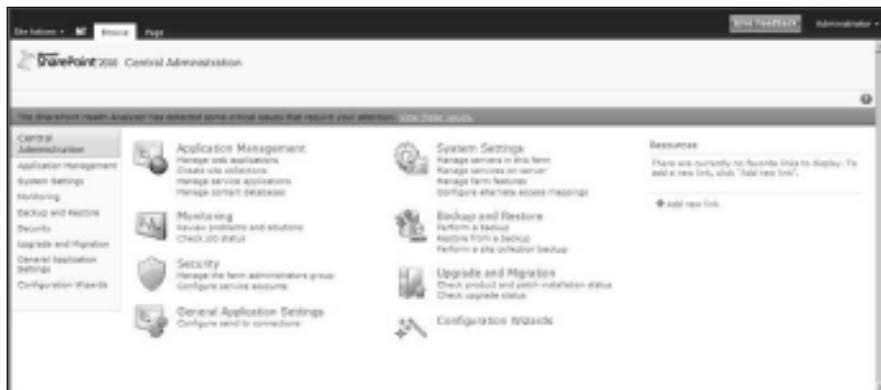 Site Actions
Browse
Page
Give Feedback
Administrator
SharePoint 2010 Central Administration
The SharePoint Health Analyzer has detected some critical issues that require your attention. View these issues.
Central
Administration
Application Management
System Settings
Monitoring
Backup and Restore
Security
Upgrade and Migration
General Application
Settings
Configuration Wizards
Application Management
Manage web applications
Create site collections
Manage service applications
Manage content databases
Monitoring
Review problems and solutions
Check job status
Security
Manage the farm administrators group
Configure service accounts
General Application Settings
Configure send to connections
System Settings
Manage servers in this farm
Manage services on server
Manage farm features
Configure alternate access mappings
Backup and Restore
Perform a backup
Restore from a backup
Perform a site collection backup
Upgrade and Migration
Check product and patch installation status
Check upgrade status
Configuration Wizards
Resources
There are currently no favorite links to display. To
add a new link, click "Add new link".
Add new link